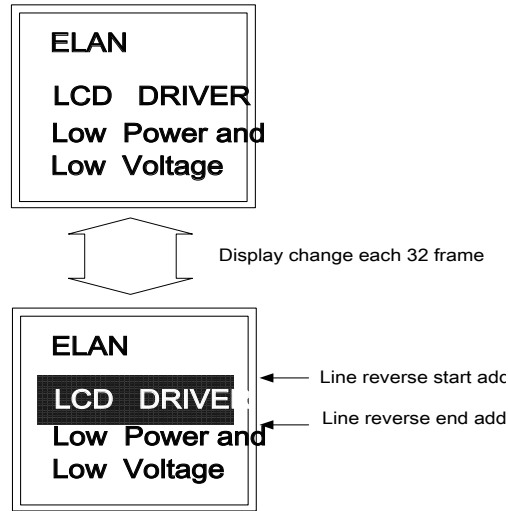 ELAN
LCD DRIVER
Low Power and
Low Voltage
Display change each 32 frame
ELAN
LCD DRIVER
Line reverse start add
Line reverse end add
Low Power and
Low Voltage